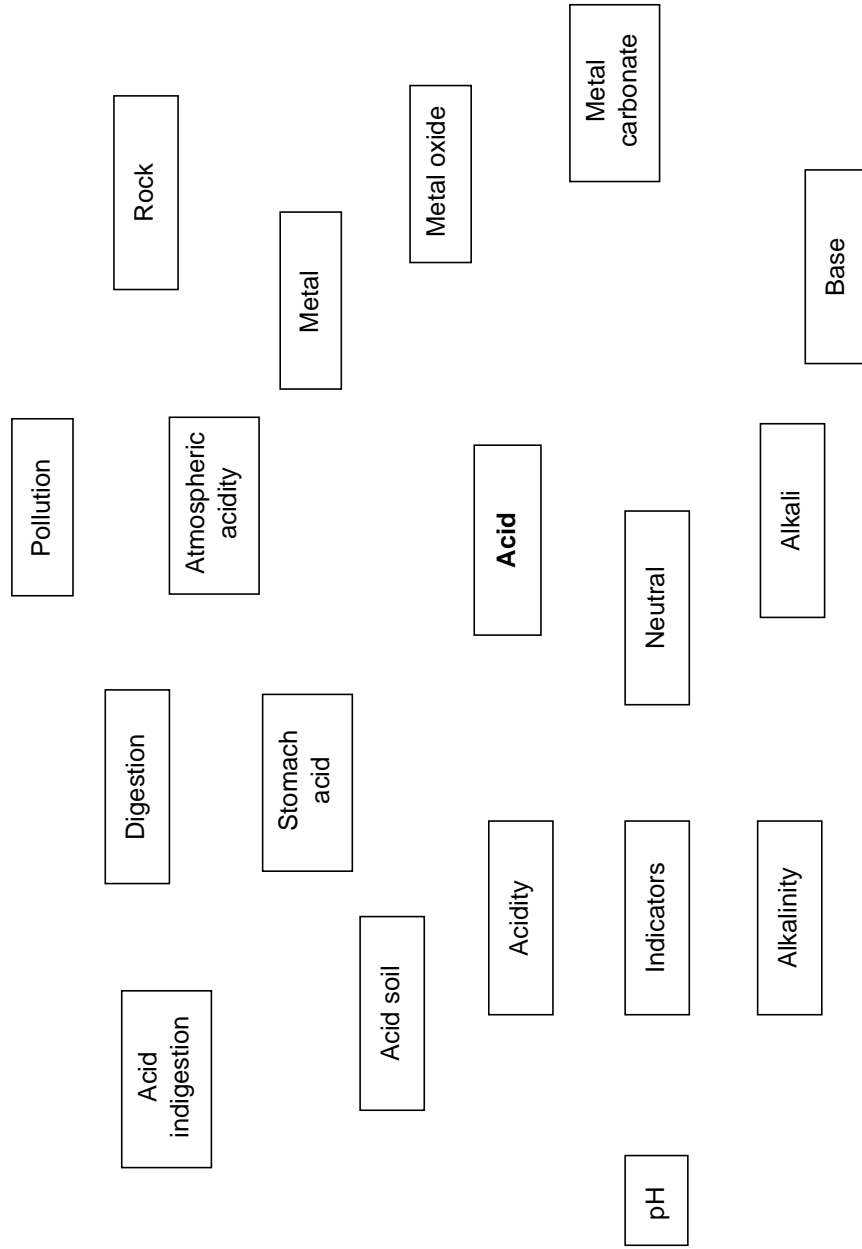 Pollution
Digestion
Rock
Acid
indigestion
Atmospheric
acidity
Stomach
acid
Metal
Acid soil
Metal oxide
Acidity
Acid
Metal
carbonate
pH
Indicators
Neutral
Alkalinity
Alkali
Base